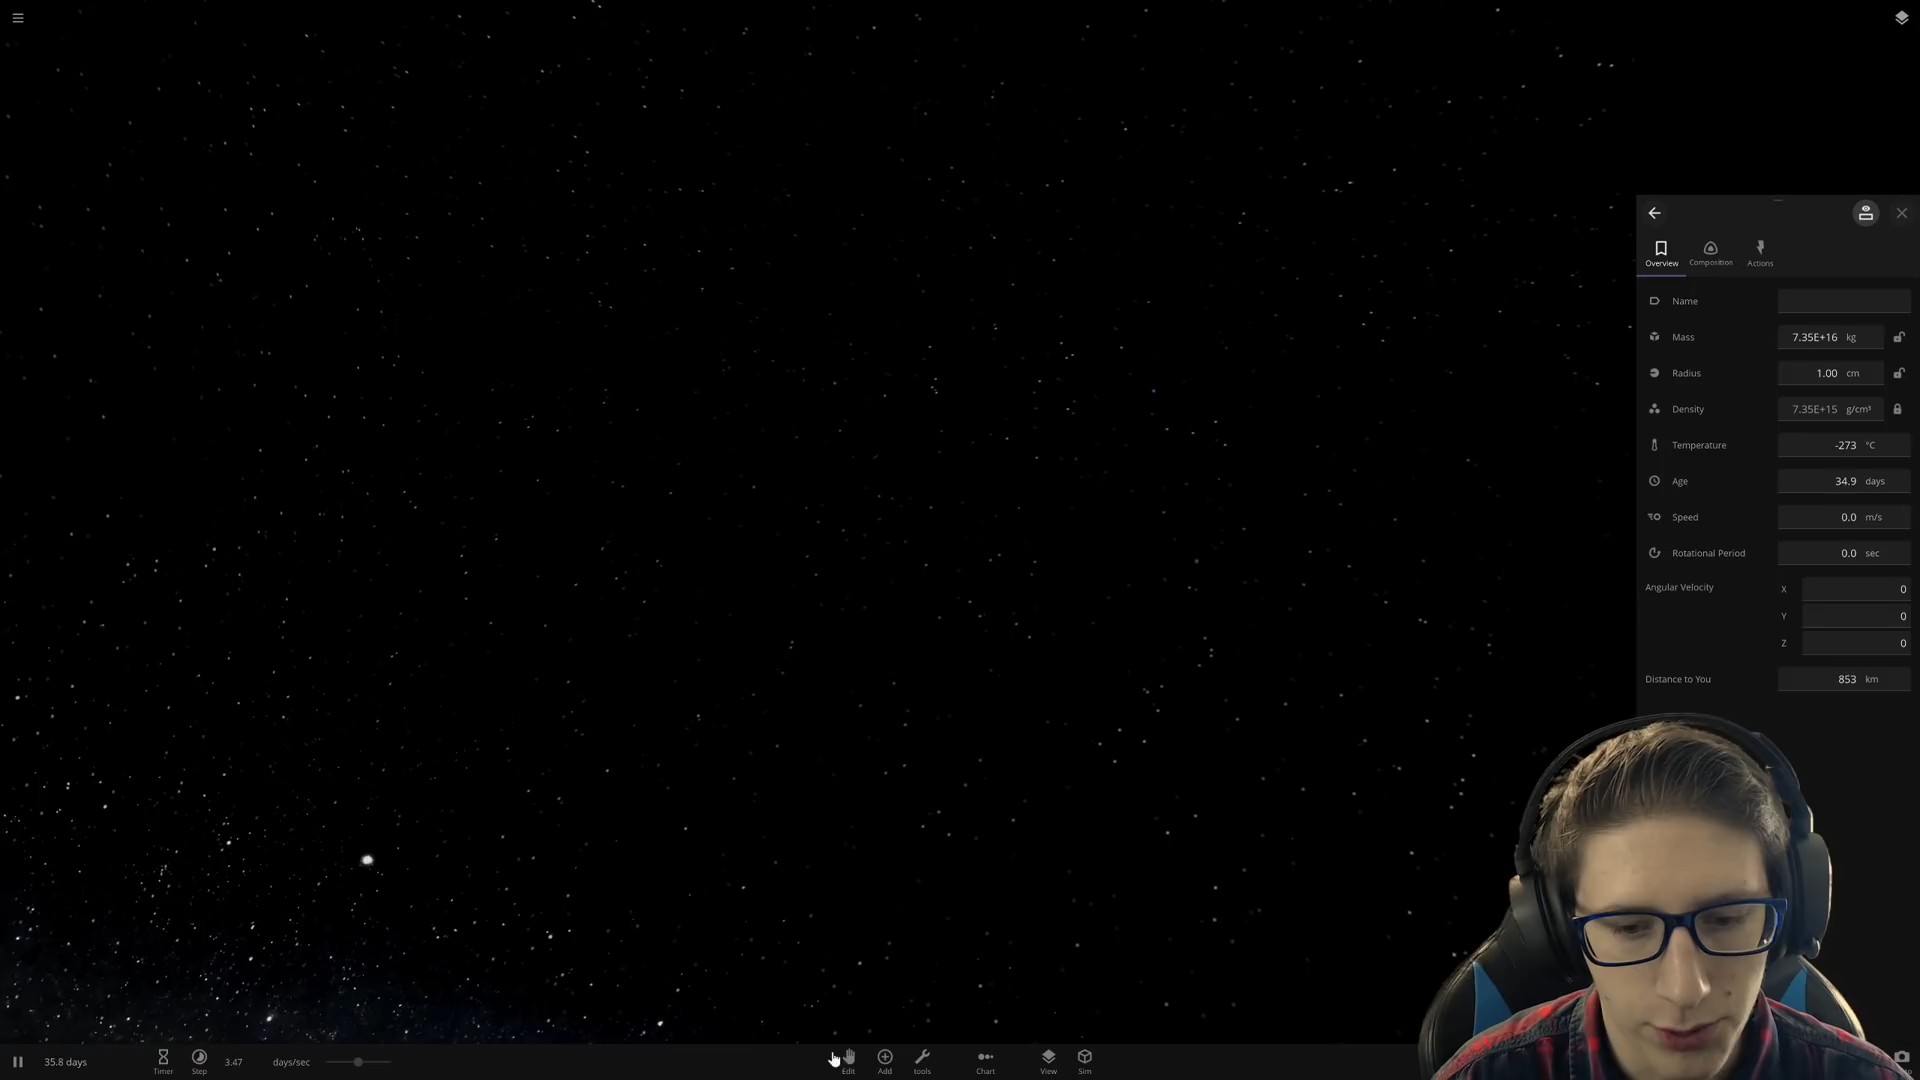 Overview Composition Actions
Name
Mass 7.35E+16 kg
Radius 1.00 cm
Density 7.35E+15 g/cm³
Temperature -273 °C
Age 34.9 days
Speed 0.0 m/s
Rotational Period 0.0 sec
Angular Velocity X 0
Y 0
Z 0
Distance to You 853 km
35.8 days Timer Step 3.47 days/sec Edit Add tools Chart View Sim